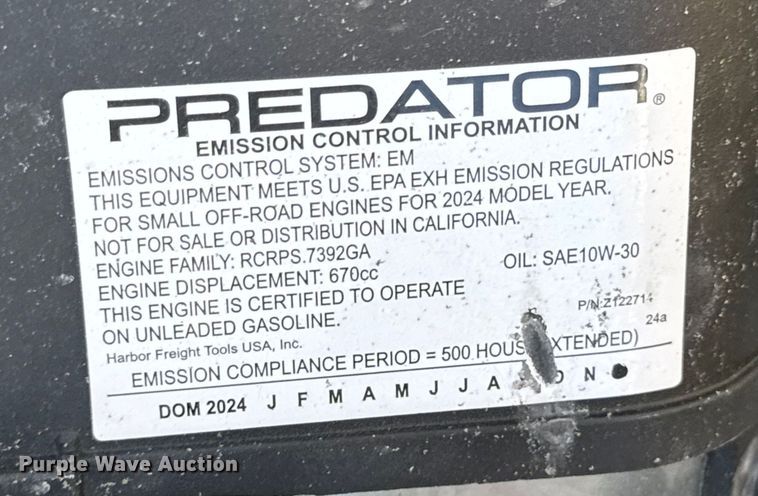 PREDATOR®
EMISSION CONTROL INFORMATION
EMISSIONS CONTROL SYSTEM: EM
THIS EQUIPMENT MEETS U.S. EPA EXH EMISSION REGULATIONS
FOR SMALL OFF-ROAD ENGINES FOR 2024 MODEL YEAR.
NOT FOR SALE OR DISTRIBUTION IN CALIFORNIA.
ENGINE FAMILY: RCRPS.7392GA
ENGINE DISPLACEMENT: 670cc OIL: SAE10W-30
THIS ENGINE IS CERTIFIED TO OPERATE
ON UNLEADED GASOLINE.
P/N:Z12271
24a
Harbor Freight Tools USA, Inc.
EMISSION COMPLIANCE PERIOD = 500 HOUS EXTENDED)
DOM 2024 J F M A M J J A O N
Purple Wave Auction